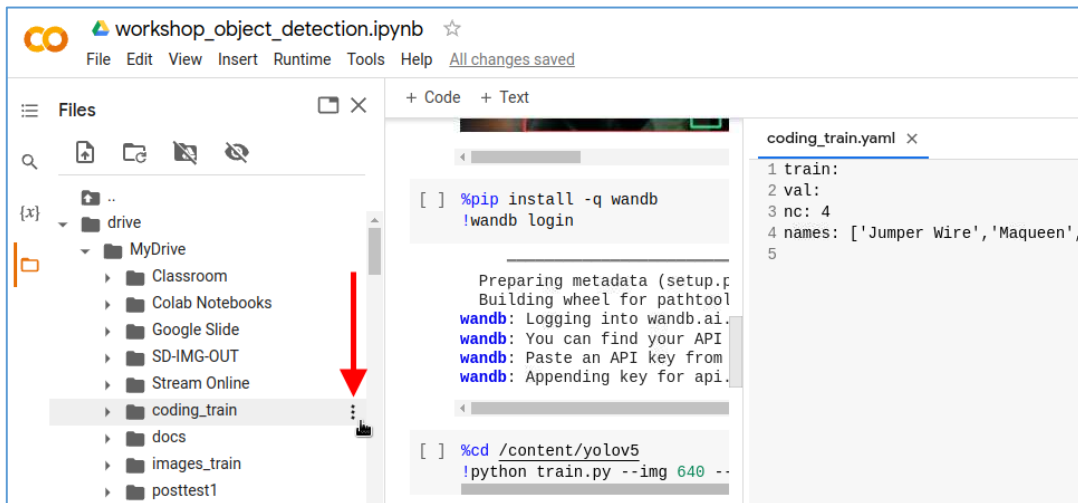 workshop_object_detection.ipynb
File Edit View Insert Runtime Tools Help All changes saved
Files
+ Code + Text
{x}
..
drive
MyDrive
Classroom
Colab Notebooks
Google Slide
SD-IMG-OUT
Stream Online
coding_train
docs
images_train
posttest1
[ ] %pip install -q wandb
!wandb login
Preparing metadata (setup.p
Building wheel for pathtool
wandb: Logging into wandb.ai.
wandb: You can find your API
wandb: Paste an API key from
wandb: Appending key for api.
[ ] %cd /content/yolov5
!python train.py --img 640 --
coding_train.yaml
1 train:
2 val:
3 nc: 4
4 names: ['Jumper Wire','Maqueen',
5